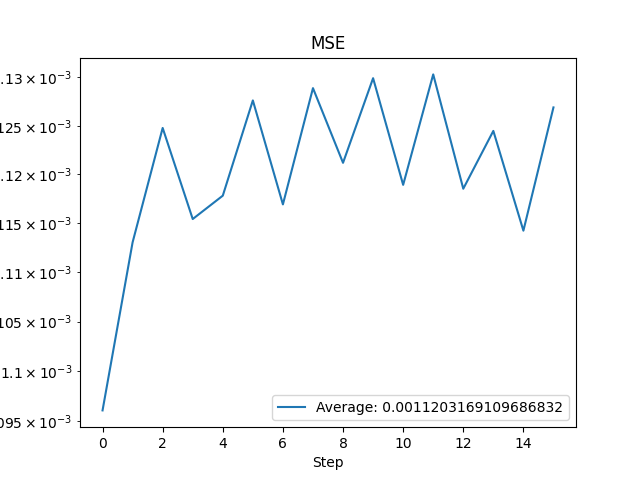 MSE
.13 × 10⁻³
125 × 10⁻³
.12 × 10⁻³
115 × 10⁻³
.11 × 10⁻³
105 × 10⁻³
1.1 × 10⁻³
095 × 10⁻³
Average: 0.0011203169109686832
0 2 4 6 8 10 12 14
Step